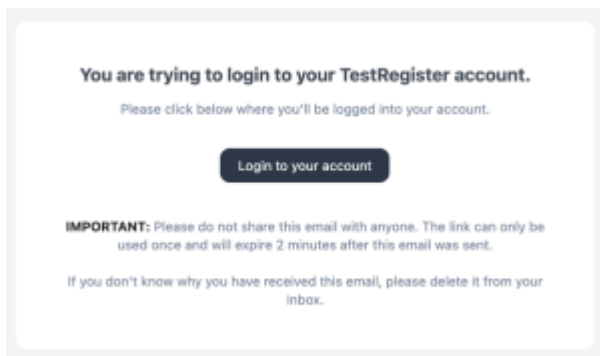 You are trying to login to your TestRegister account.
Please click below where you'll be logged into your account.
Login to your account
IMPORTANT: Please do not share this email with anyone. The link can only be
used once and will expire 2 minutes after this email was sent.
If you don't know why you have received this email, please delete it from your
inbox.